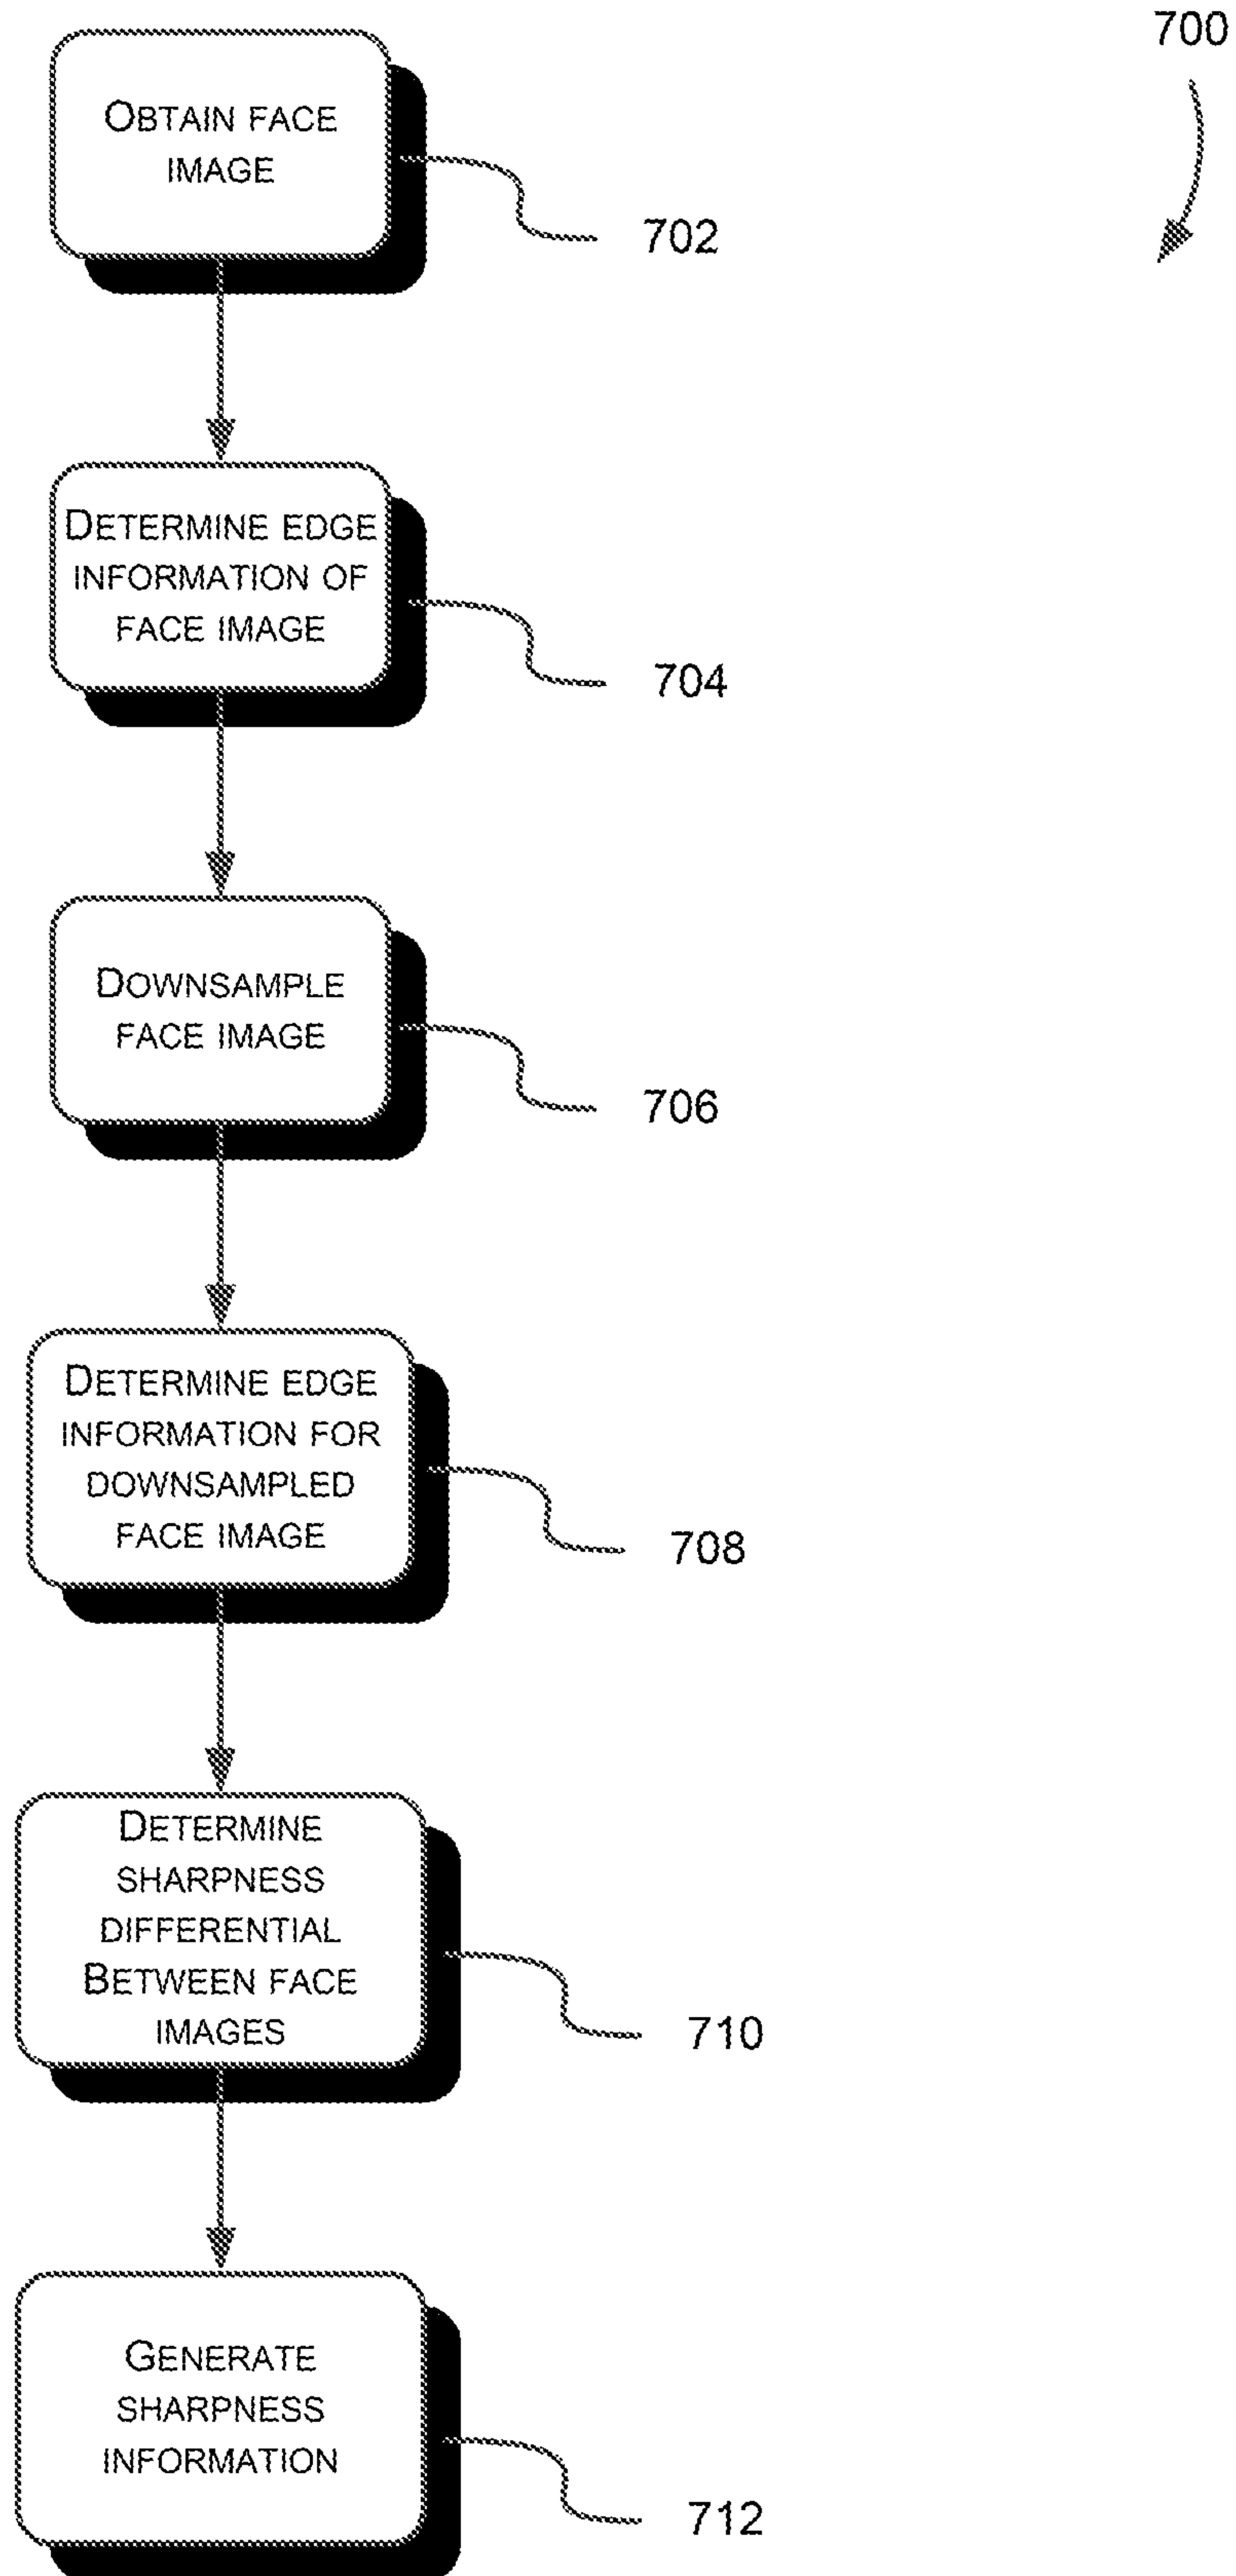 700
OBTAIN FACE
IMAGE
702
DETERMINE EDGE
INFORMATION OF
FACE IMAGE
704
DOWNSAMPLE
FACE IMAGE
706
DETERMINE EDGE
INFORMATION FOR
DOWNSAMPLED
FACE IMAGE
708
DETERMINE
SHARPNESS
DIFFERENTIAL
BETWEEN FACE
IMAGES
710
GENERATE
SHARPNESS
INFORMATION
712